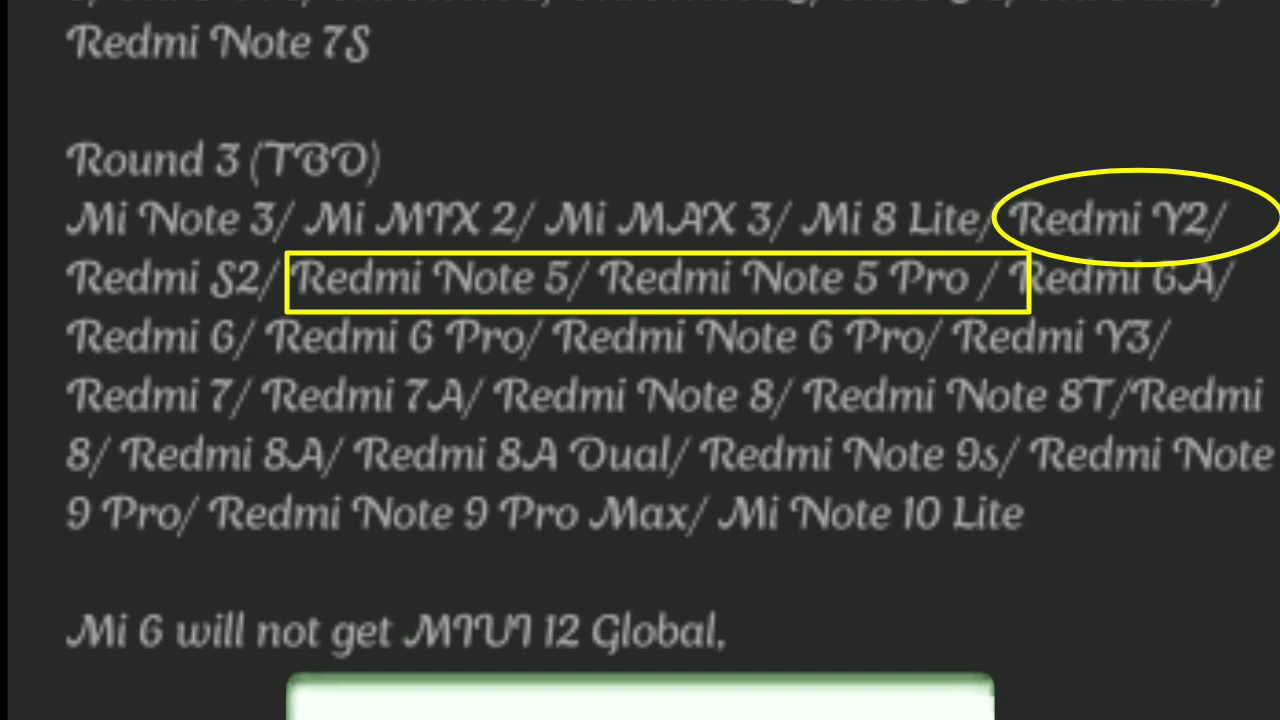 Redmi Note 7S
Round 3 (TBD)
Mi Note 3/ Mi MIX 2/ Mi MAX 3/ Mi 8 Lite/ Redmi Y2/
Redmi S2/ Redmi Note 5/ Redmi Note 5 Pro / Redmi 6A/
Redmi 6/ Redmi 6 Pro/ Redmi Note 6 Pro/ Redmi Y3/
Redmi 7/ Redmi 7A/ Redmi Note 8/ Redmi Note 8T/Redmi
8/ Redmi 8A/ Redmi 8A Dual/ Redmi Note 9s/ Redmi Note
9 Pro/ Redmi Note 9 Pro Max/ Mi Note 10 Lite
Mi 6 will not get MIUI 12 Global,